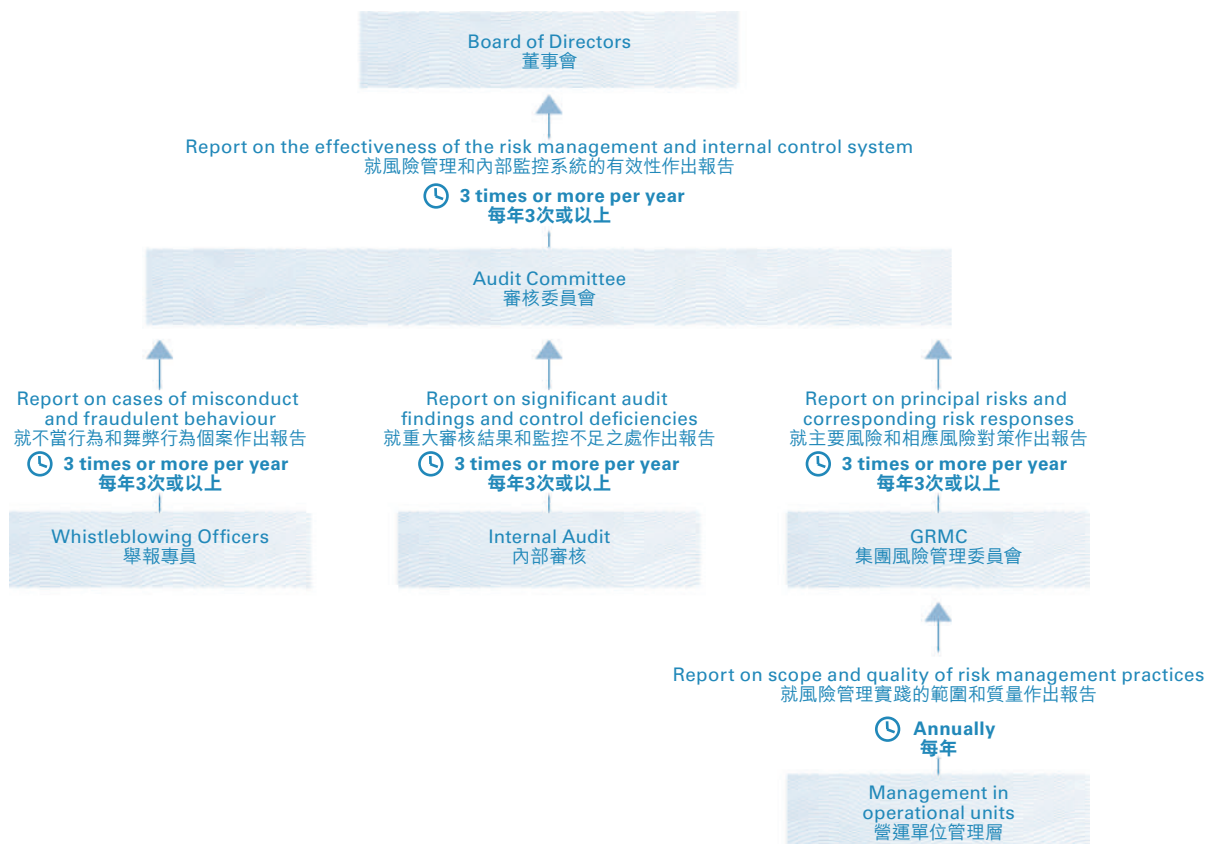 Board of Directors
董事會
Report on the effectiveness of the risk management and internal control system
就風險管理和內部監控系統的有效性作出報告
3 times or more per year
每年3次或以上
Audit Committee
審核委員會
Report on cases of misconduct
and fraudulent behaviour
就不當行為和舞弊行為個案作出報告
3 times or more per year
每年3次或以上
Whistleblowing Officers
舉報專員
Report on significant audit
findings and control deficiencies
就重大審核結果和監控不足之處作出報告
3 times or more per year
每年3次或以上
Internal Audit
內部審核
Report on principal risks and
corresponding risk responses
就主要風險和相應風險對策作出報告
3 times or more per year
每年3次或以上
GRMC
集團風險管理委員會
Report on scope and quality of risk management practices
就風險管理實踐的範圍和質量作出報告
Annually
每年
Management in
operational units
營運單位管理層